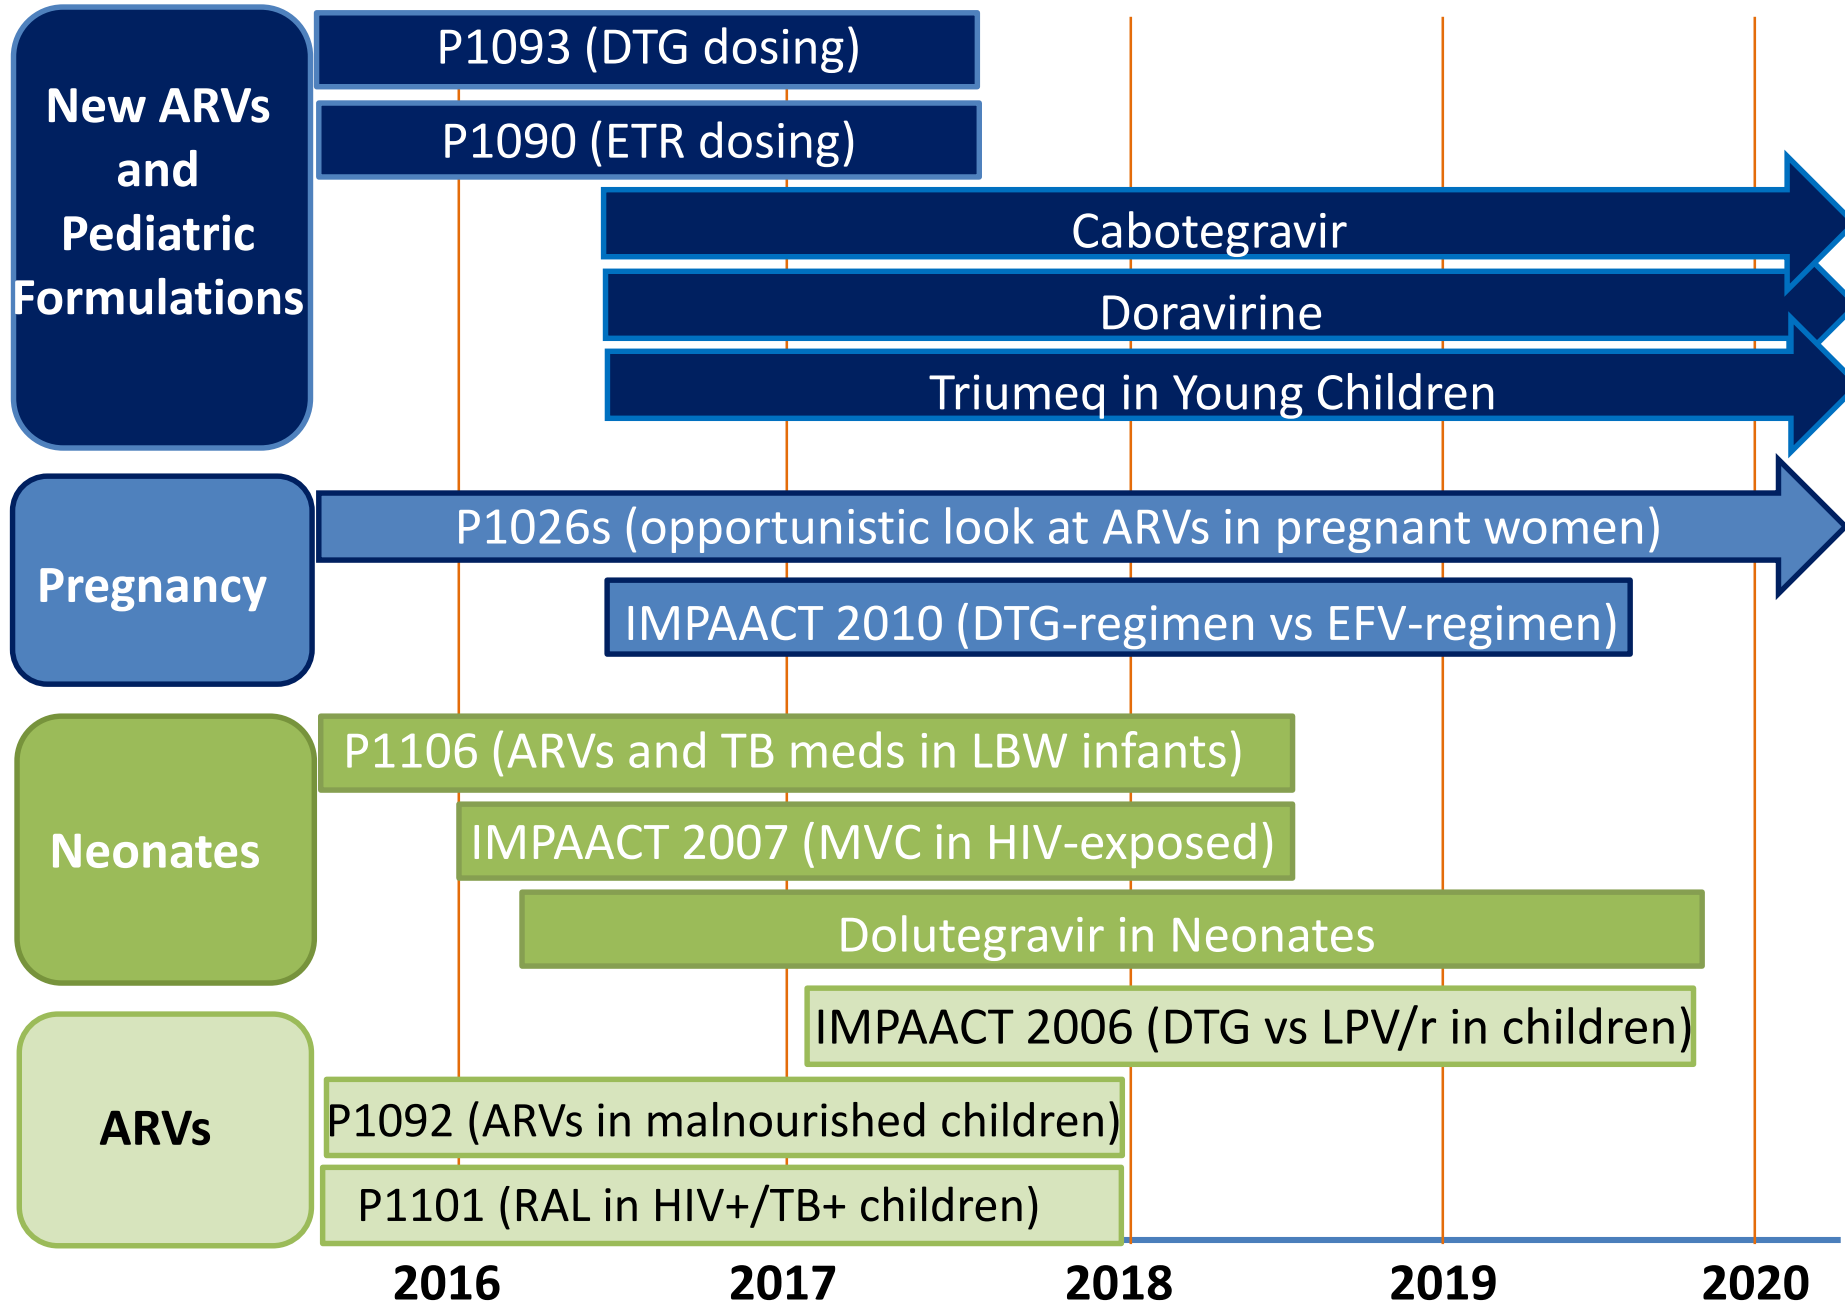 New ARVs
and
Pediatric
Formulations
P1093 (DTG dosing)
P1090 (ETR dosing)
Cabotegravir
Doravirine
Triumeq in Young Children
Pregnancy
P1026s (opportunistic look at ARVs in pregnant women)
IMPAACT 2010 (DTG-regimen vs EFV-regimen)
Neonates
P1106 (ARVs and TB meds in LBW infants)
IMPAACT 2007 (MVC in HIV-exposed)
Dolutegravir in Neonates
ARVs
IMPAACT 2006 (DTG vs LPV/r in children)
P1092 (ARVs in malnourished children)
P1101 (RAL in HIV+/TB+ children)
2016 2017 2018 2019 2020